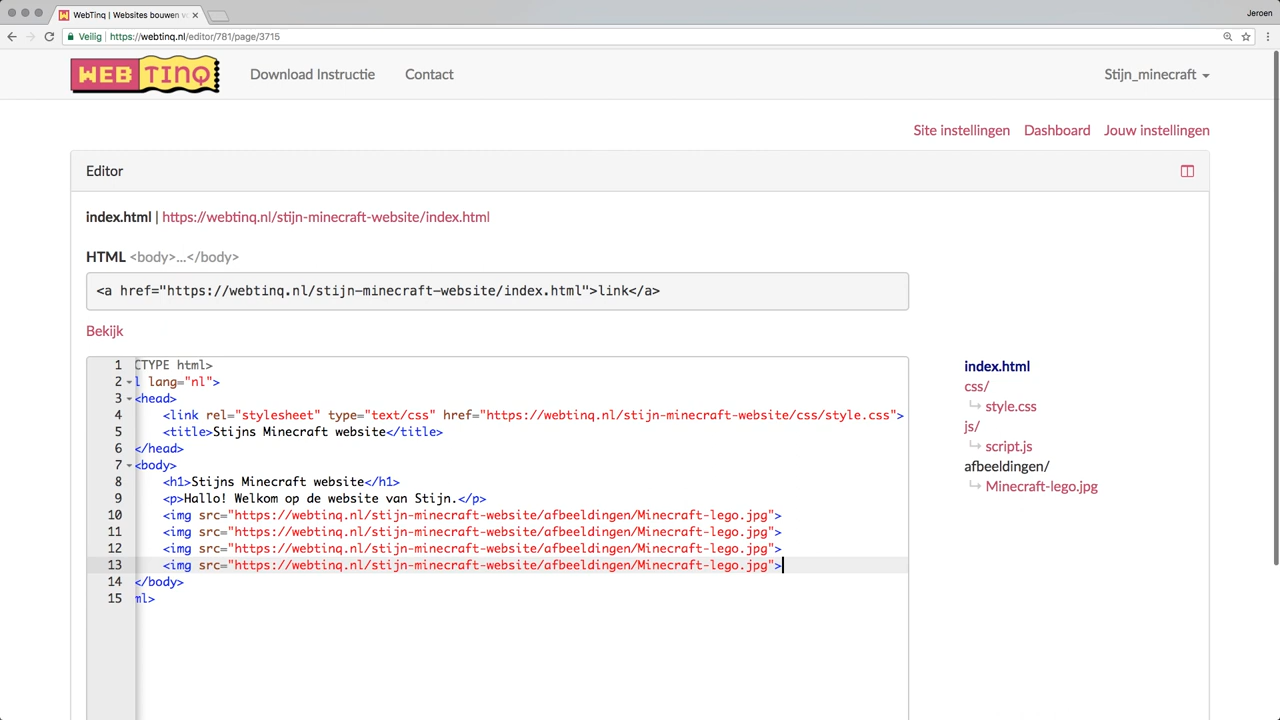 WebTinq | Websites bouwen v
Jeroen
Veilig https://webtinq.nl/editor/781/page/3715
WEB TINQ Download Instructie Contact Stijn_minecraft
Site instellingen Dashboard Jouw instellingen
Editor
index.html | https://webtinq.nl/stijn-minecraft-website/index.html
HTML <body>...</body>
<a href="https://webtinq.nl/stijn-minecraft-website/index.html">link</a>
Bekijk
1 CTYPE html>
2 l lang="nl">
3 <head>
4 <link rel="stylesheet" type="text/css" href="https://webtinq.nl/stijn-minecraft-website/css/style.css">
5 <title>Stijns Minecraft website</title>
6 </head>
7 <body>
8 <h1>Stijns Minecraft website</h1>
9 <p>Hallo! Welkom op de website van Stijn.</p>
10 <img src="https://webtinq.nl/stijn-minecraft-website/afbeeldingen/Minecraft-lego.jpg">
11 <img src="https://webtinq.nl/stijn-minecraft-website/afbeeldingen/Minecraft-lego.jpg">
12 <img src="https://webtinq.nl/stijn-minecraft-website/afbeeldingen/Minecraft-lego.jpg">
13 <img src="https://webtinq.nl/stijn-minecraft-website/afbeeldingen/Minecraft-lego.jpg">
14 </body>
15 ml>
index.html
css/
style.css
js/
script.js
afbeeldingen/
Minecraft-lego.jpg